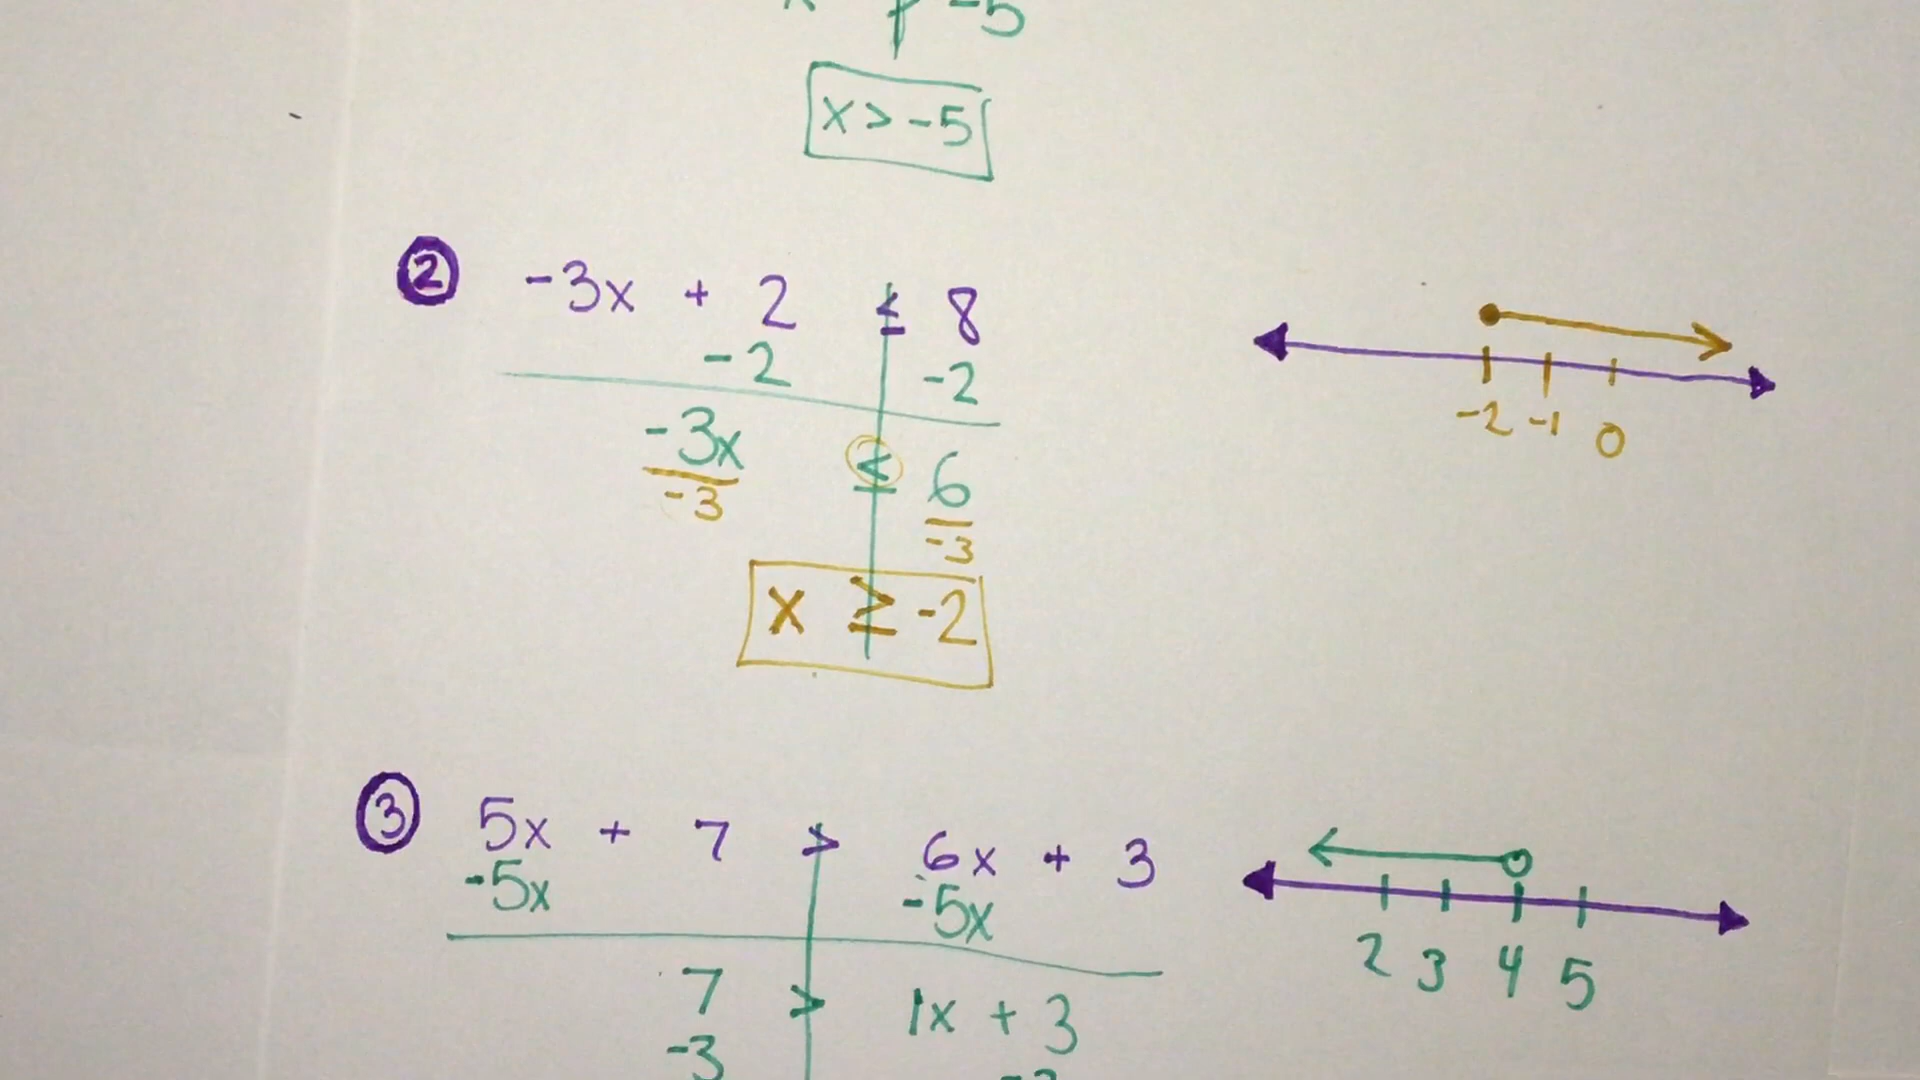 -5
x > -5
② -3x + 2 ≤ 8
-2 -2
-3x ≤ 6
-3 -3
x ≥ -2
-2 -1 0
③ 5x + 7 > 6x + 3
-5x -5x
7 > 1x + 3
-3
2 3 4 5